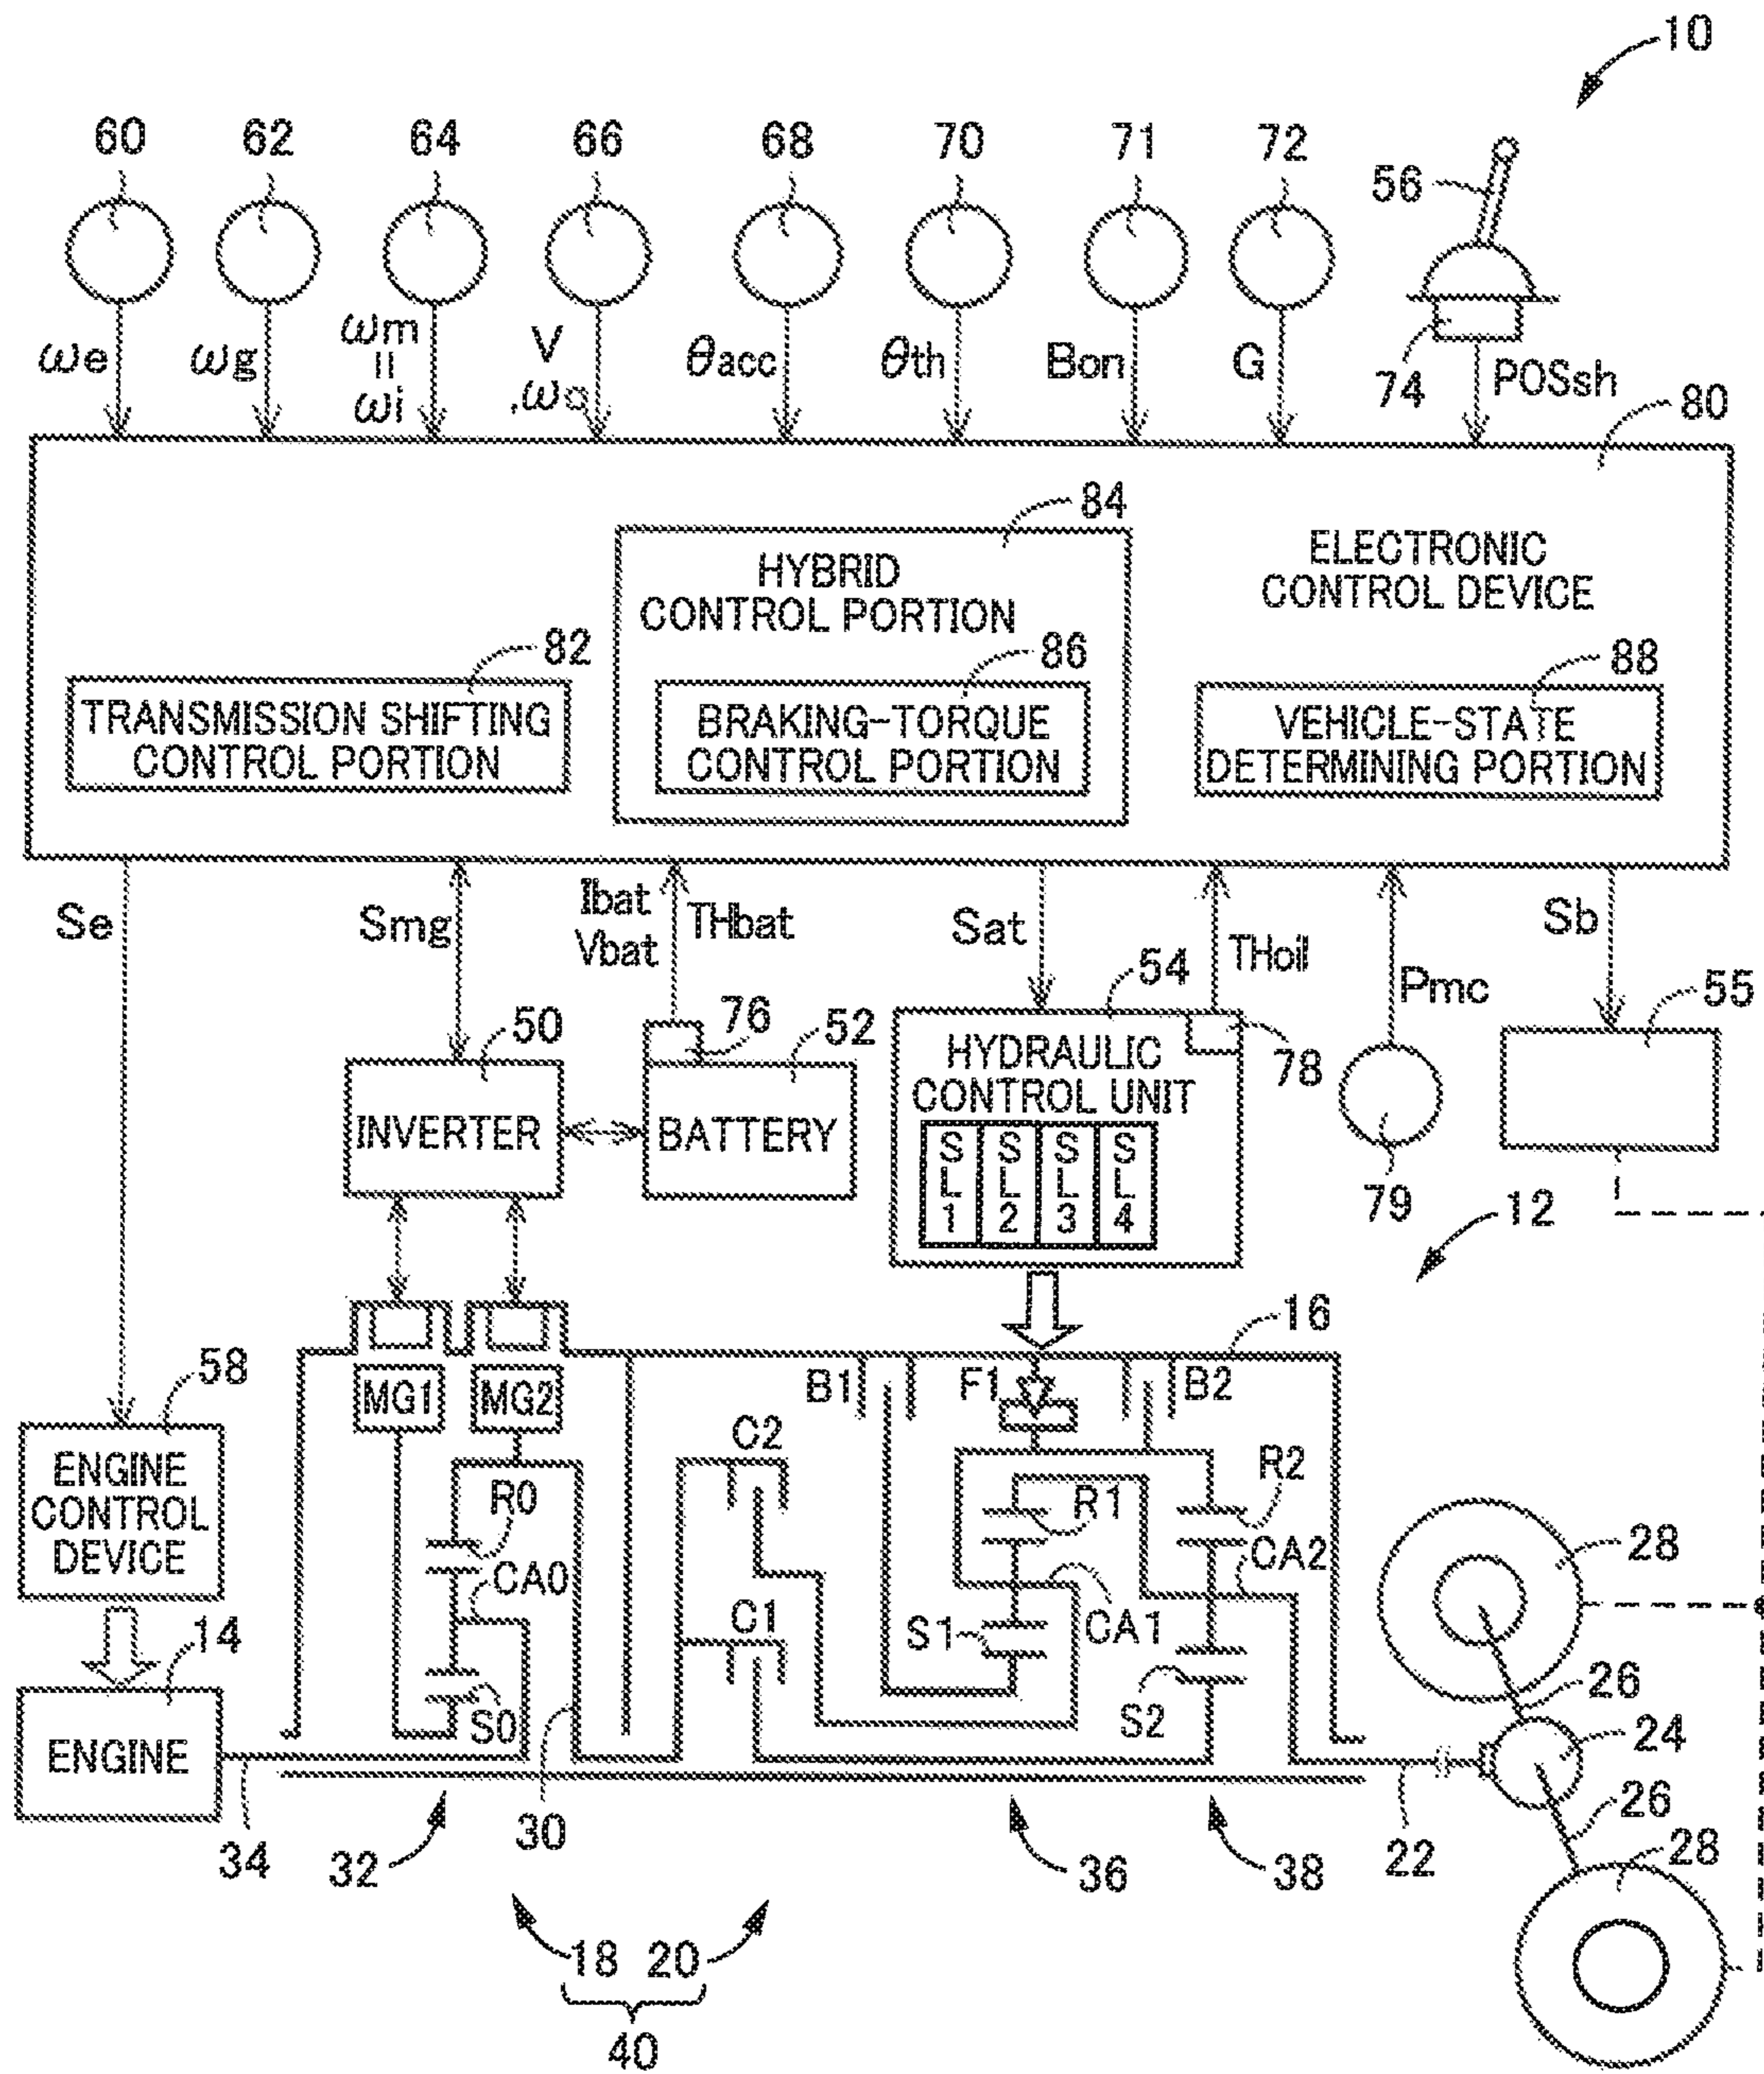 10
60 62 64 66 68 70 71 72
56
ωe ωg ωm = ωi V ,ωo θacc θth Bon G 74 POSsh
80
84
HYBRID
CONTROL PORTION
ELECTRONIC
CONTROL DEVICE
82
TRANSMISSION SHIFTING
CONTROL PORTION
86
BRAKING-TORQUE
CONTROL PORTION
88
VEHICLE-STATE
DETERMINING PORTION
Se Smg Ibat
Vbat THbat Sat THoil Pmc Sb
50
INVERTER
76 52
BATTERY
54
78
HYDRAULIC
CONTROL UNIT
SL1 SL2 SL3 SL4
79
55
12
16
58
ENGINE
CONTROL
DEVICE
14
ENGINE
MG1 MG2
B1 F1 B2
C2
R0
R1
R2
CA0
CA2
C1
S1
CA1
S0
S2
28
26
24
26
28
34 32 30 36 38 22
18 20
40